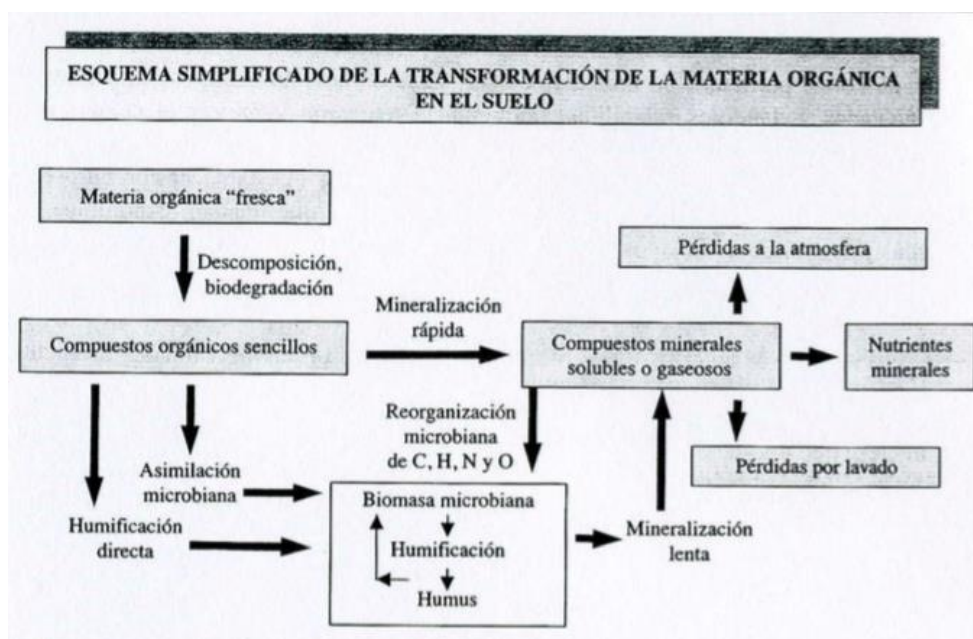 ESQUEMA SIMPLIFICADO DE LA TRANSFORMACIÓN DE LA MATERIA ORGÁNICA
EN EL SUELO
Materia orgánica “fresca”
Descomposición,
biodegradación
Pérdidas a la atmosfera
Mineralización
rápida
Compuestos orgánicos sencillos
Compuestos minerales
solubles o gaseosos
Nutrientes
minerales
Reorganización
microbiana
de C, H, N y O
Asimilación
microbiana
Pérdidas por lavado
Humificación
directa
Biomasa microbiana
Humificación
Humus
Mineralización
lenta